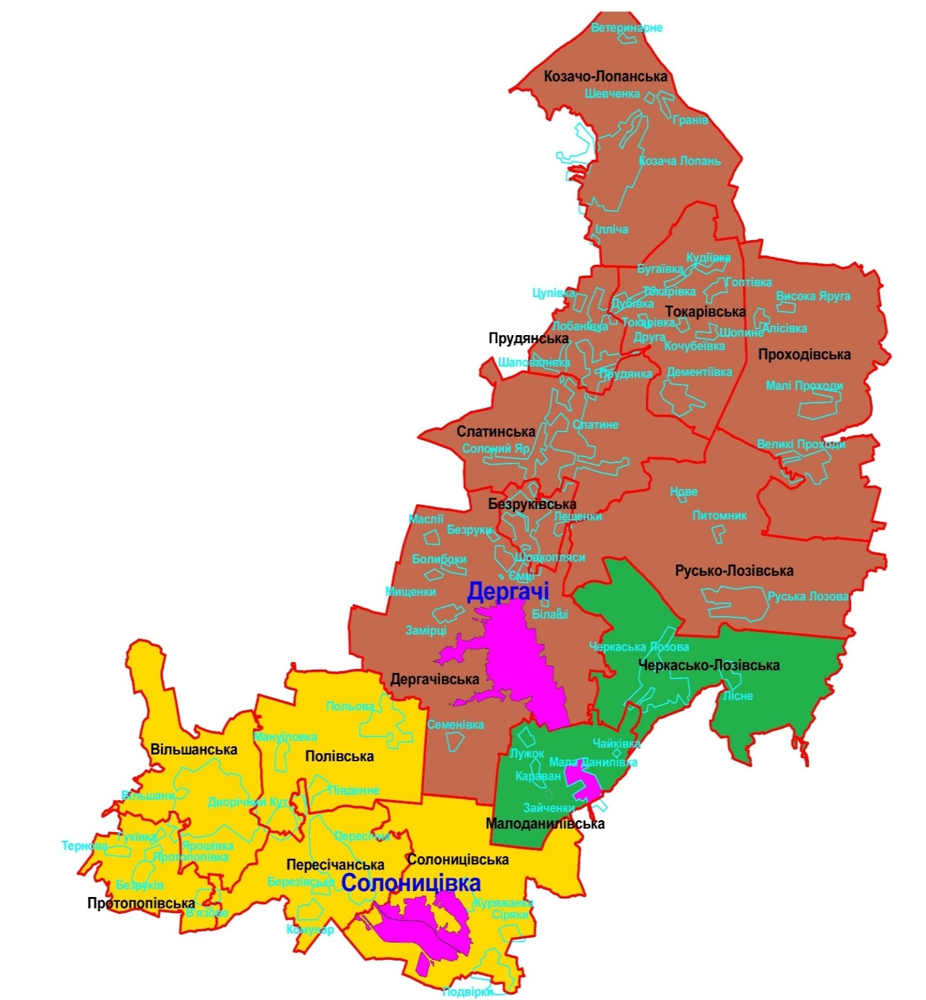 Ветеринарне
Козачо-Лопанська
Шевченка
Гранів
Козача Лопань
Ілліча
Кудіївка
Бугаївка
Гоптівка
Цупівка
Токарівка
Висока Яруга
Дубівка
Токарівська
Лобанівка
Токарівка
Друга
Шопине
Алісівка
Прудянська
Кочубеївка
Проходівська
Шаповалівка
Прудянка
Дементіївка
Малі Проходи
Слатине
Слатинська
Солоний Яр
Великі Проходи
Нове
Безруківська
Лещенки
Питомник
Маслії
Безруки
Болибоки
Шовкопляси
Ємці
Русько-Лозівська
Мищенки
Дергачі
Руська Лозова
Білаші
Замірці
Черкаська Лозова
Черкасько-Лозівська
Дергачівська
Лісне
Польова
Семенівка
Мануїловка
Чайківка
Вільшанська
Полівська
Лужок
Мала Данилівка
Караван
Вільшани
Дворічний Кут
Південне
Зайченки
Малоданилівська
Гуківка
Пересічна
Тернова
Ярошівка
Протопопівка
Пересічанська
Солоницівська
Безруків
Березівське
Солоницівка
Протопопівська
В'язове
Куряжанка
Сіряки
Комунар
Подвірки